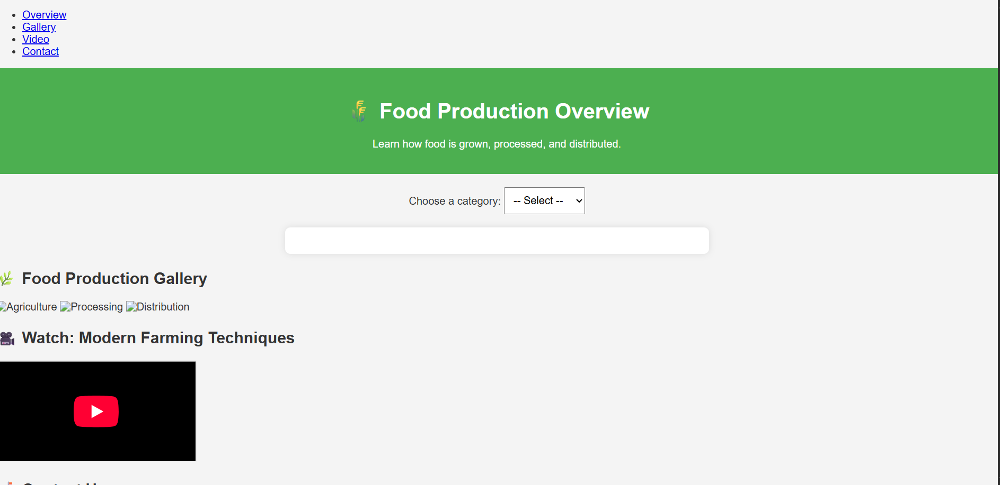 Overview
Gallery
Video
Contact
Food Production Overview
Learn how food is grown, processed, and distributed.
Choose a category: -- Select --
Food Production Gallery
Agriculture Processing Distribution
Watch: Modern Farming Techniques